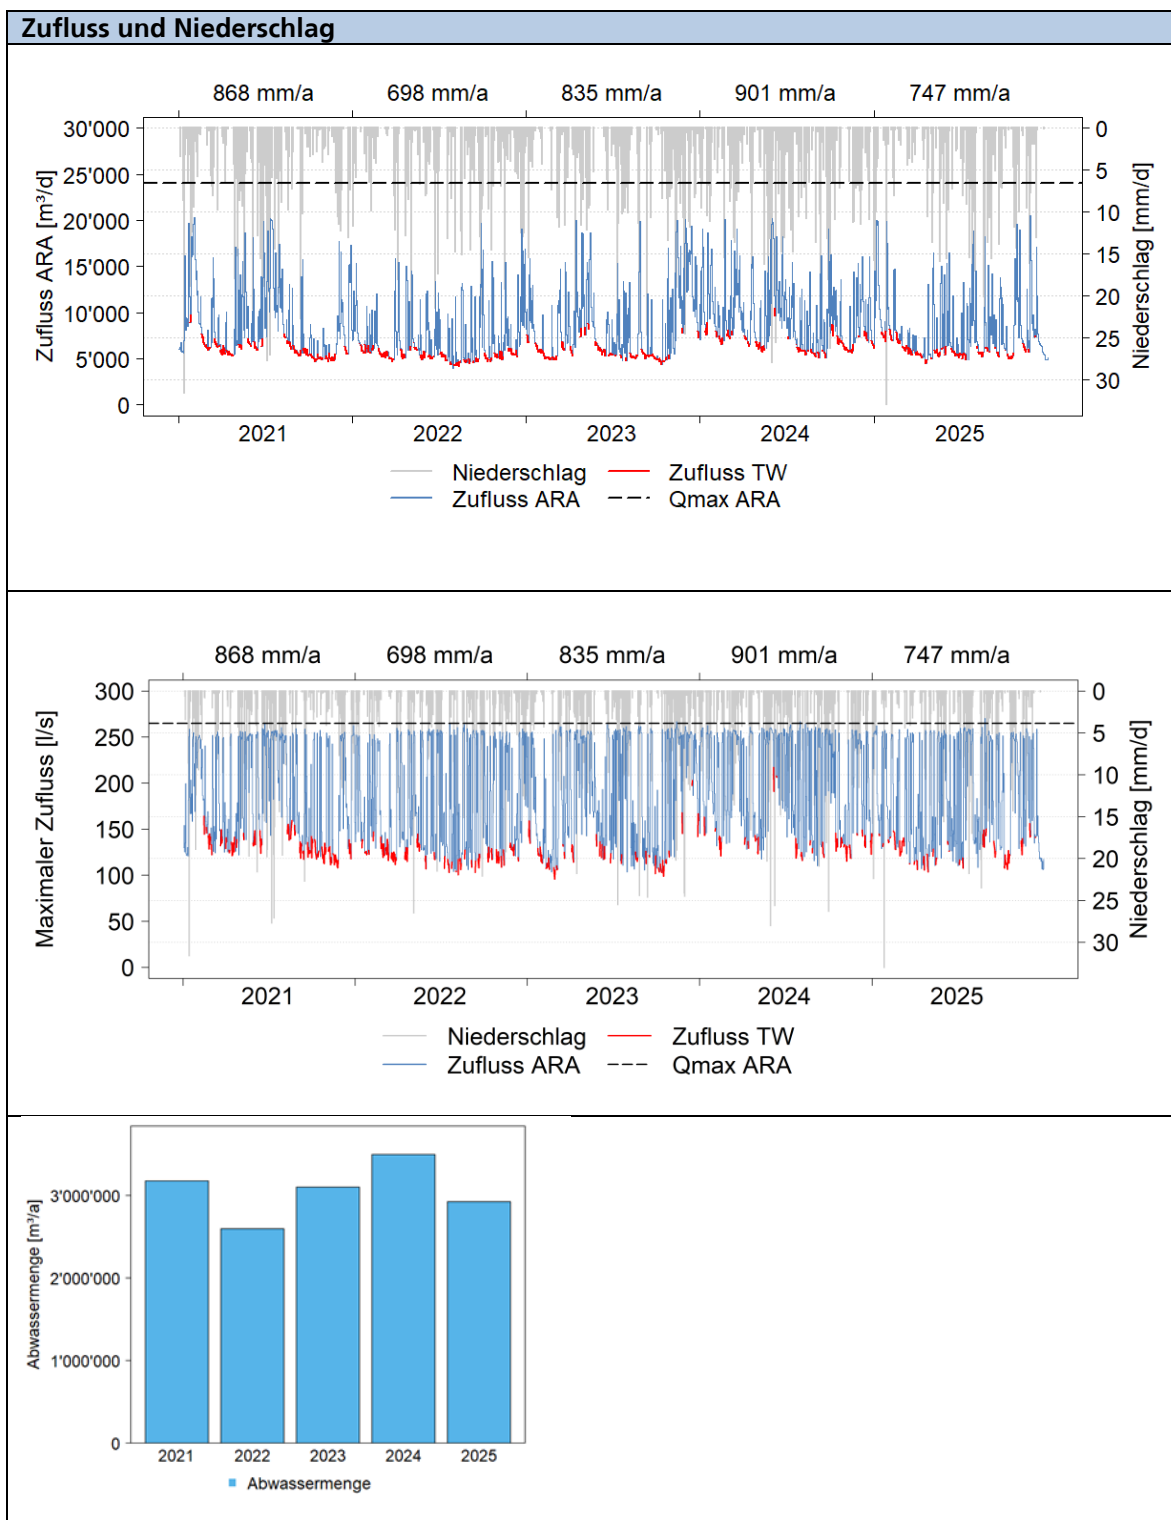 Zufluss und Niederschlag
868 mm/a 698 mm/a 835 mm/a 901 mm/a 747 mm/a
Zufluss ARA [m³/d]
30'000
25'000
20'000
15'000
10'000
5'000
0
0
5
10
15
20
25
30
Niederschlag [mm/d]
2021 2022 2023 2024 2025
Niederschlag Zufluss TW
Zufluss ARA Qmax ARA
868 mm/a 698 mm/a 835 mm/a 901 mm/a 747 mm/a
Maximaler Zufluss [l/s]
300
250
200
150
100
50
0
0
5
10
15
20
25
30
Niederschlag [mm/d]
2021 2022 2023 2024 2025
Niederschlag Zufluss TW
Zufluss ARA Qmax ARA
Abwassermenge [m³/a]
3'000'000
2'000'000
1'000'000
0
2021 2022 2023 2024 2025
Abwassermenge